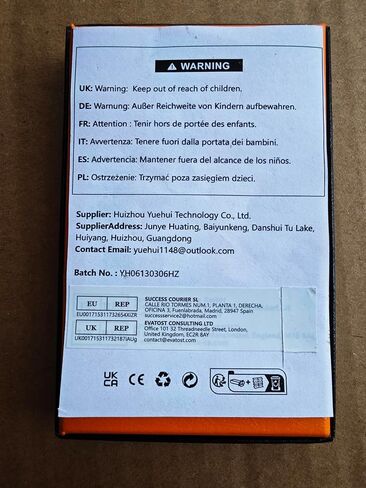 WARNING
UK: Warning: Keep out of reach of children.
DE: Warnung: Außer Reichweite von Kindern aufbewahren.
FR: Attention : Tenir hors de portée des enfants.
IT: Avvertenza: Tenere fuori dalla portata dei bambini.
ES: Advertencia: Mantener fuera del alcance de los niños.
PL: Ostrzeżenie: Trzymać poza zasięgiem dzieci.
Supplier: Huizhou Yuehui Technology Co., Ltd.
SupplierAddress: Junye Huating, Baiyunkeng, Danshui Tu Lake,
Huiyang, Huizhou, Guangdong
Contact Email: yuehui1148@outlook.com
Batch No. : YJH06130306HZ
EU REP
EU001715311732654XIZR
SUCCESS COURIER SL
CALLE RIO TORMES NUM.1, PLANTA 1, DERECHA,
OFICINA 3, Fuenlabrada, Madrid, 28947 Spain
successservice2@hotmail.com
UK REP
UK001715311732187IAUg
EVATOST CONSULTING LTD
Office 101 32 Threadneedle Street, London,
United Kingdom, EC2R 8AY
contact@evatost.com
UK
CA
CE